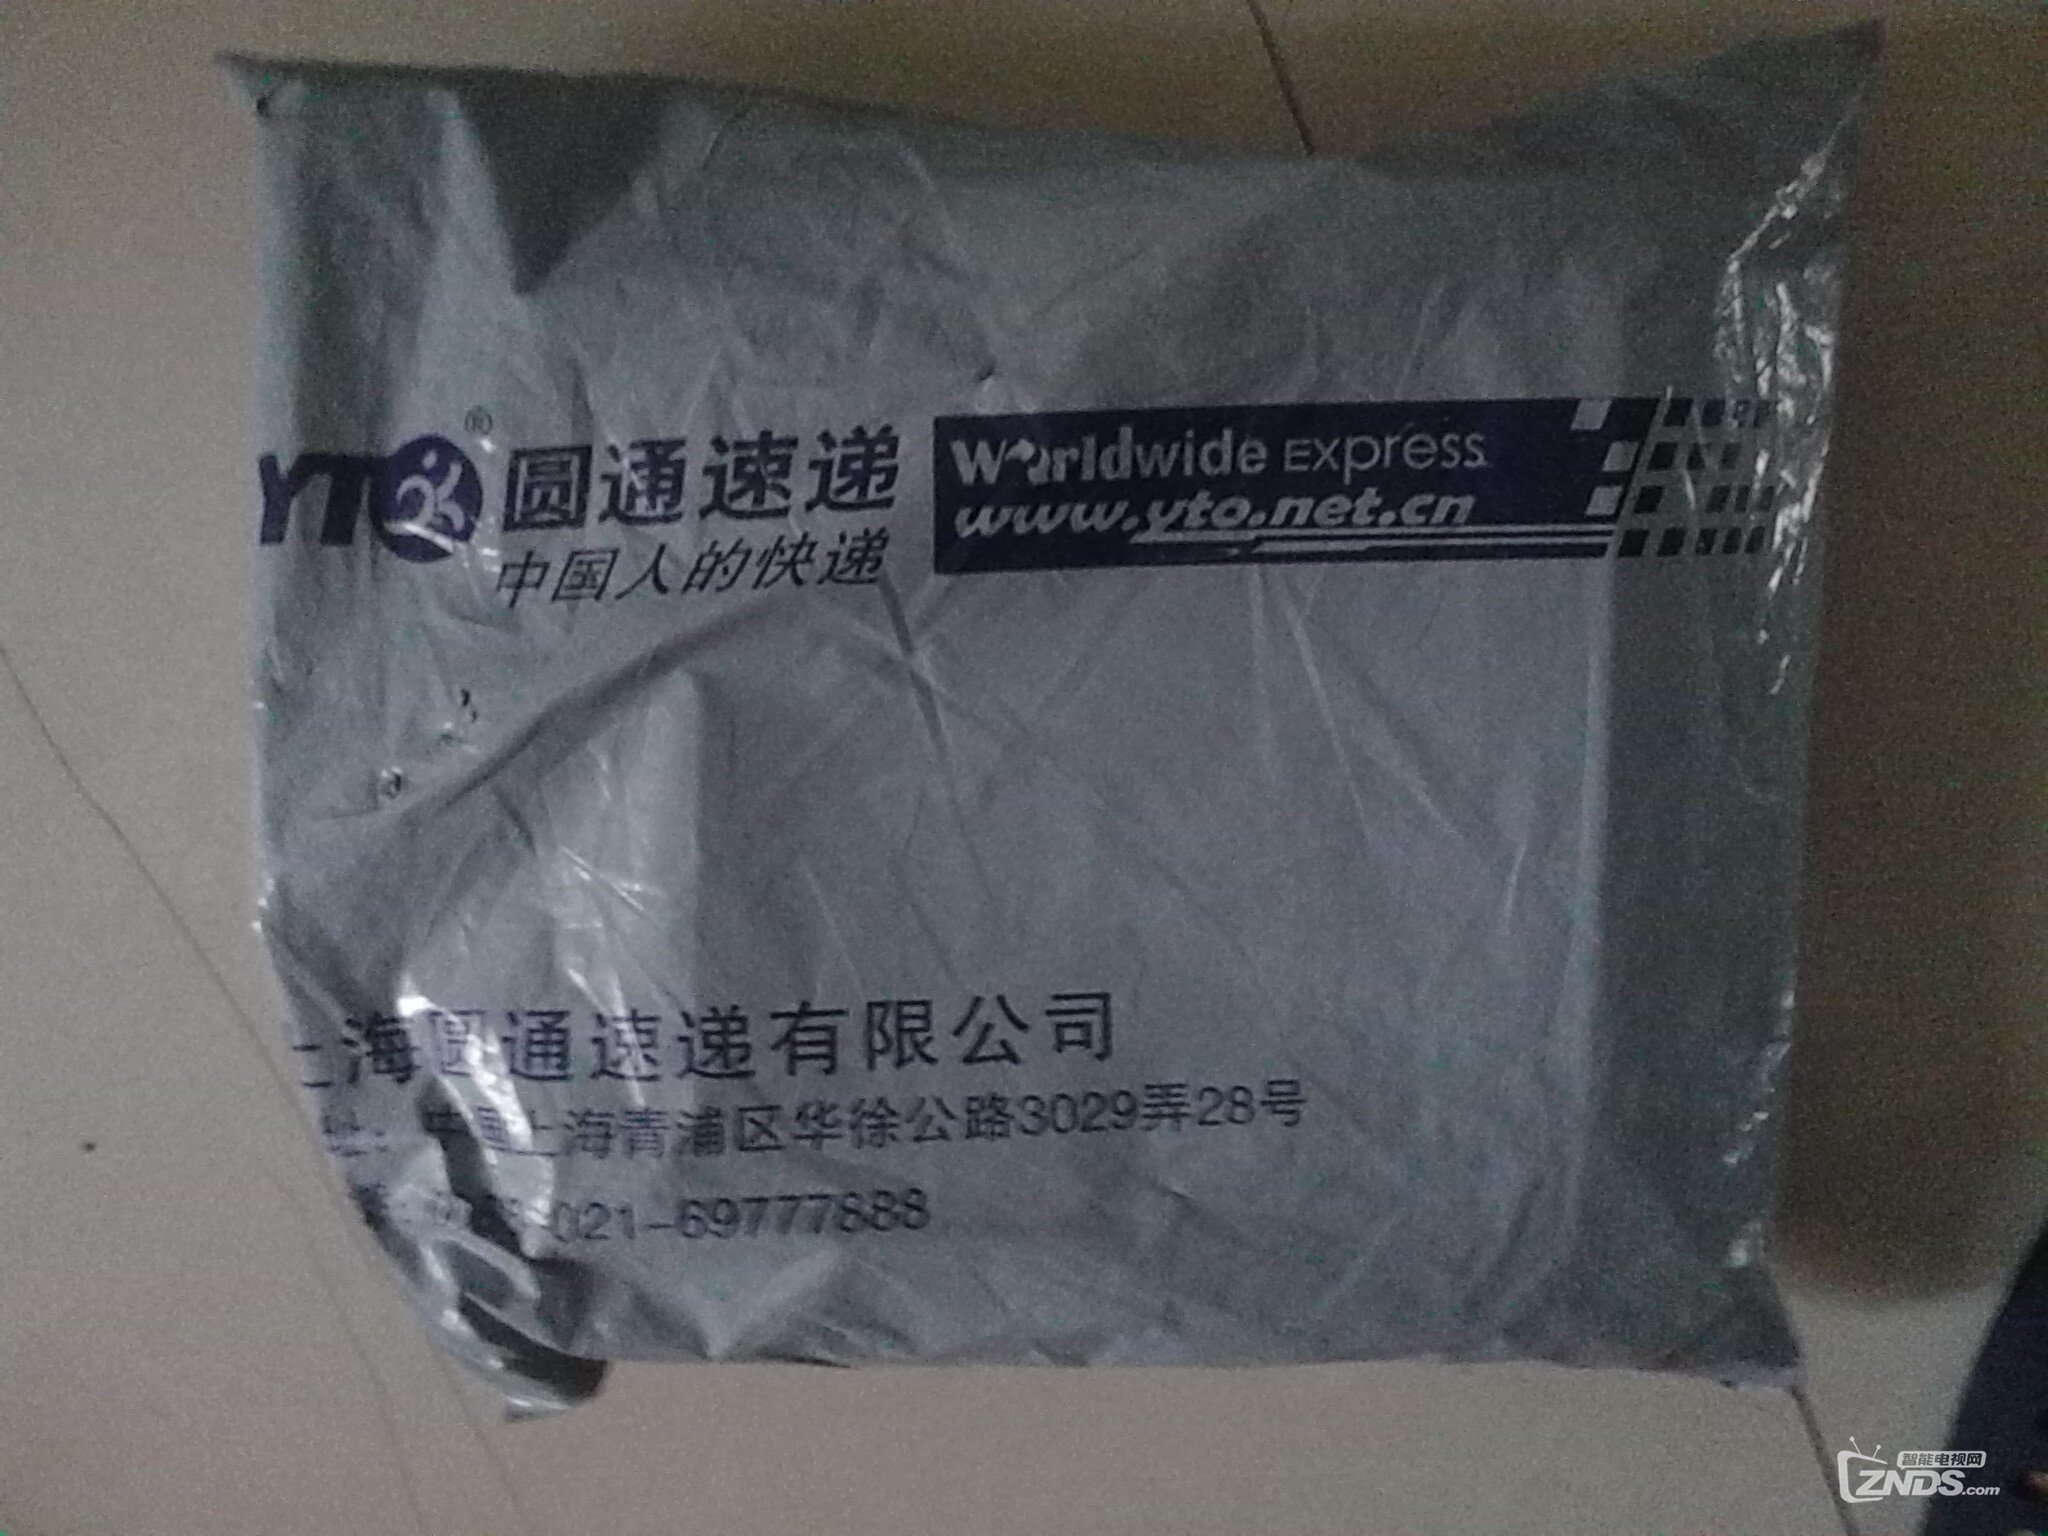 YTO® 圆通速递
中国人的快递
Worldwide Express
www.yto.net.cn
上海圆通速递有限公司
上海青浦区华徐公路3029弄28号
021-69777888
智能电视网
ZNDS.com